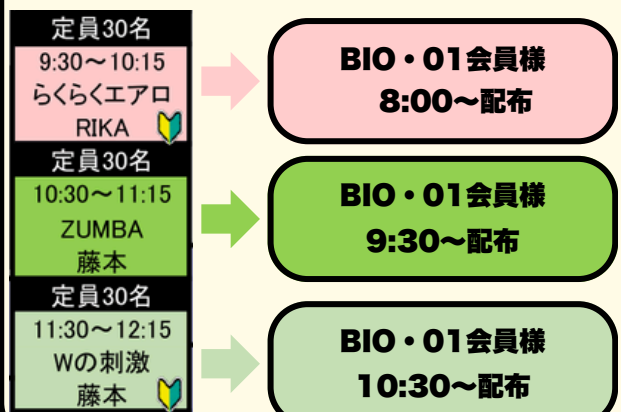 定員30名
9:30～10:15
らくらくエアロ
RIKA
BIO・01会員様
8:00～配布
定員30名
10:30～11:15
ZUMBA
藤本
BIO・01会員様
9:30～配布
定員30名
11:30～12:15
Wの刺激
藤本
BIO・01会員様
10:30～配布